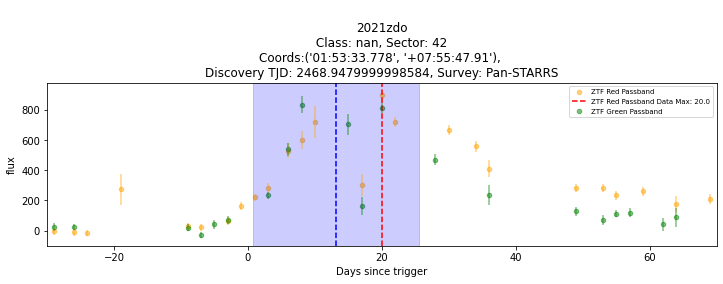 2021zdo
Class: nan, Sector: 42
Coords:('01:53:33.778', '+07:55:47.91'),
Discovery TJD: 2468.9479999998584, Survey: Pan-STARRS
ZTF Red Passband
ZTF Red Passband Data Max: 20.0
ZTF Green Passband
flux
800
600
400
200
0
−20
0
20
40
60
Days since trigger